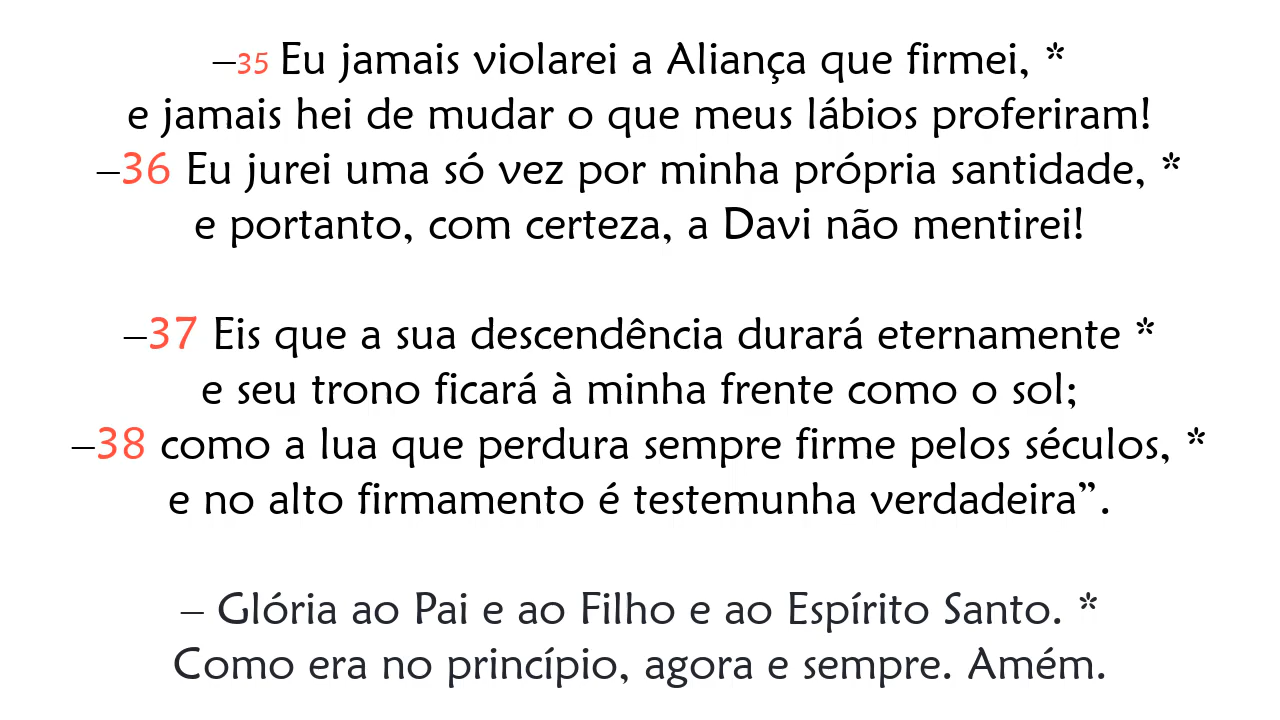 –35 Eu jamais violarei a Aliança que firmei, *
e jamais hei de mudar o que meus lábios proferiram!
–36 Eu jurei uma só vez por minha própria santidade, *
e portanto, com certeza, a Davi não mentirei!
–37 Eis que a sua descendência durará eternamente *
e seu trono ficará à minha frente como o sol;
–38 como a lua que perdura sempre firme pelos séculos, *
e no alto firmamento é testemunha verdadeira”.
– Glória ao Pai e ao Filho e ao Espírito Santo. *
Como era no princípio, agora e sempre. Amém.